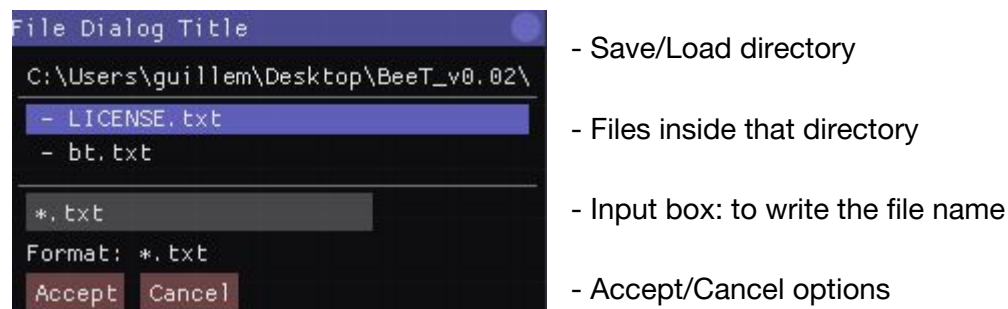 File Dialog Title
C:\Users\guillem\Desktop\BeeT_v0.02\
- LICENSE.txt
- bt.txt
*.txt
Format: *.txt
Accept Cancel
- Save/Load directory
- Files inside that directory
- Input box: to write the file name
- Accept/Cancel options